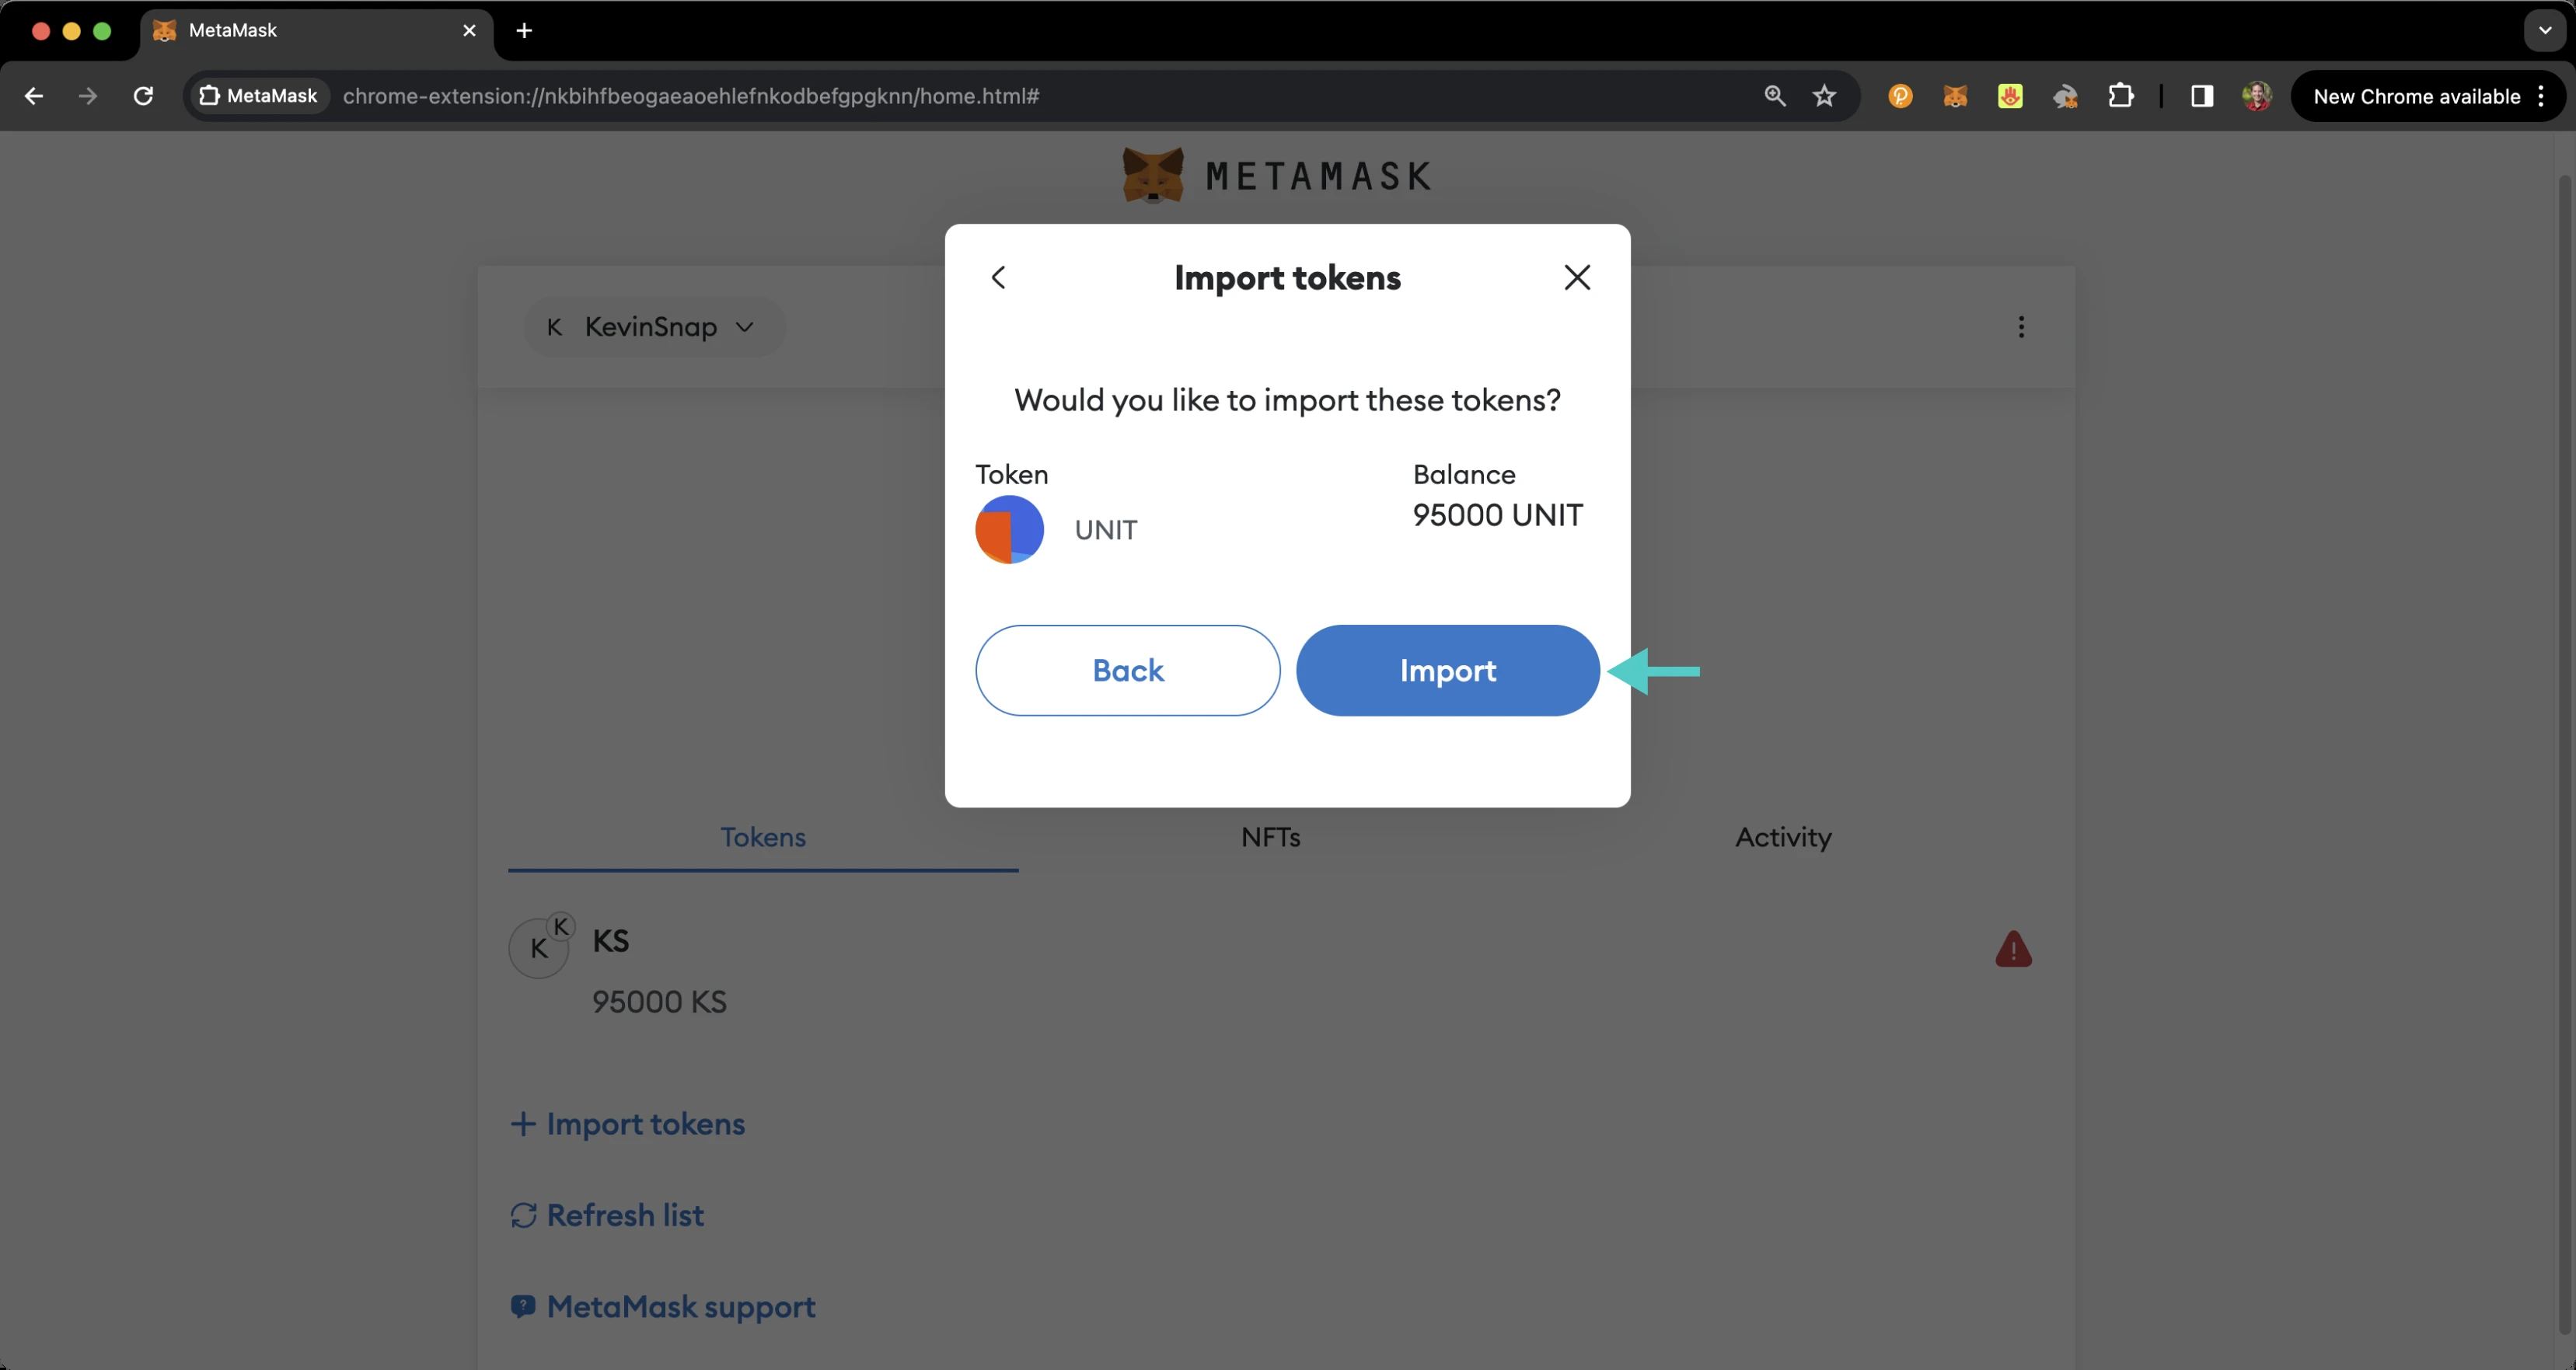 MetaMask
MetaMask
chrome-extension://nkbihfbeogaeaoehlefnkodbefgpgknn/home.html#
New Chrome available
METAMASK
K KevinSnap
Import tokens
Would you like to import these tokens?
Token
Balance
UNIT
95000 UNIT
Back
Import
Tokens
NFTs
Activity
K
K
KS
95000 KS
Import tokens
Refresh list
MetaMask support